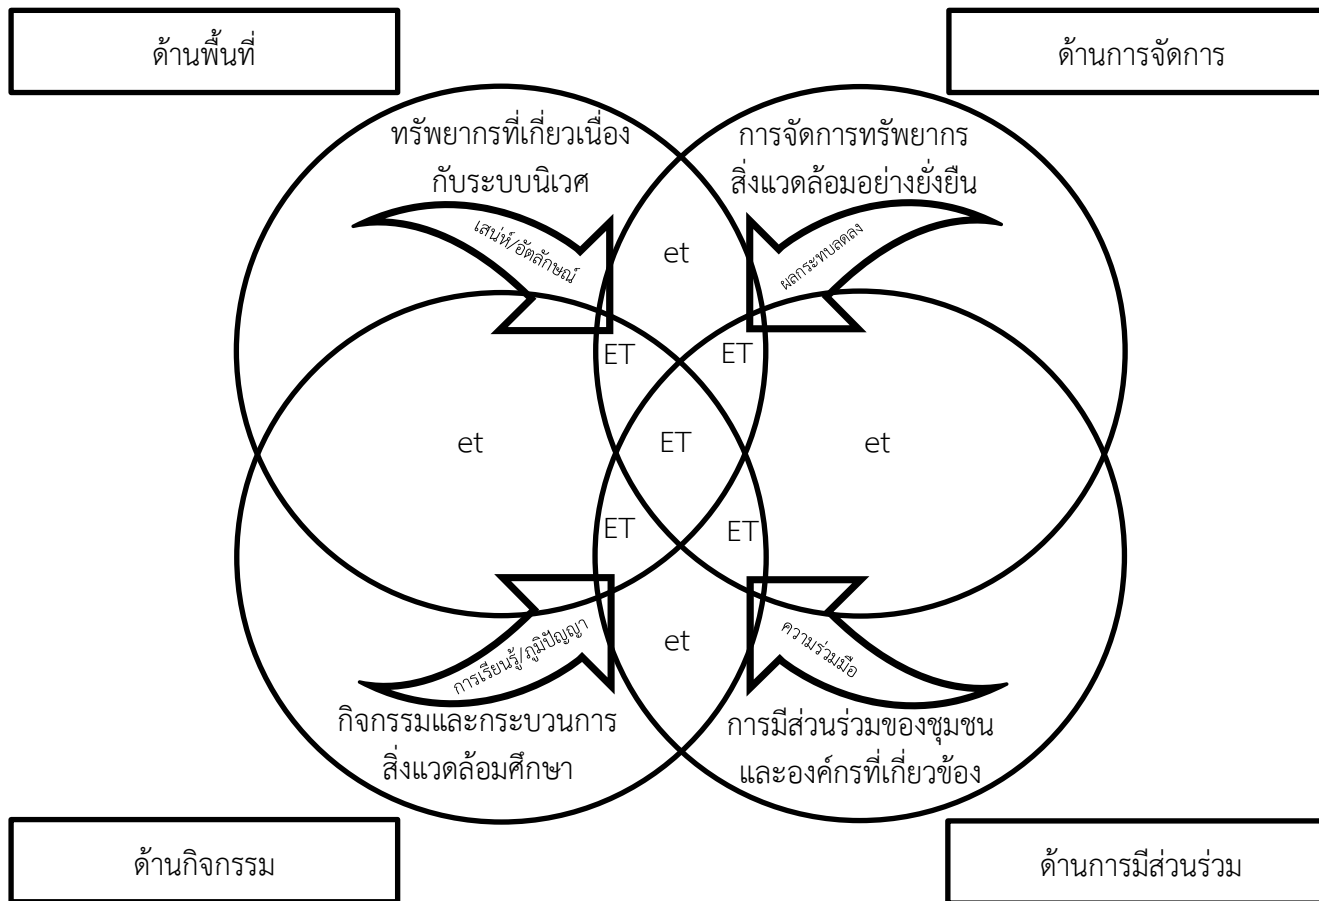 ด้านพื้นที่
ด้านการจัดการ
ทรัพยากรที่เกี่ยวเนื่อง
กับระบบนิเวศ
การจัดการทรัพยากร
สิ่งแวดล้อมอย่างยั่งยืน
เสน่ห์/อัตลักษณ์
et
ผลกระทบลดลง
ET
ET
et
ET
et
ET
ET
การเรียนรู้/ภูมิปัญญา
et
ความร่วมมือ
กิจกรรมและกระบวนการ
สิ่งแวดล้อมศึกษา
การมีส่วนร่วมของชุมชน
และองค์กรที่เกี่ยวข้อง
ด้านกิจกรรม
ด้านการมีส่วนร่วม